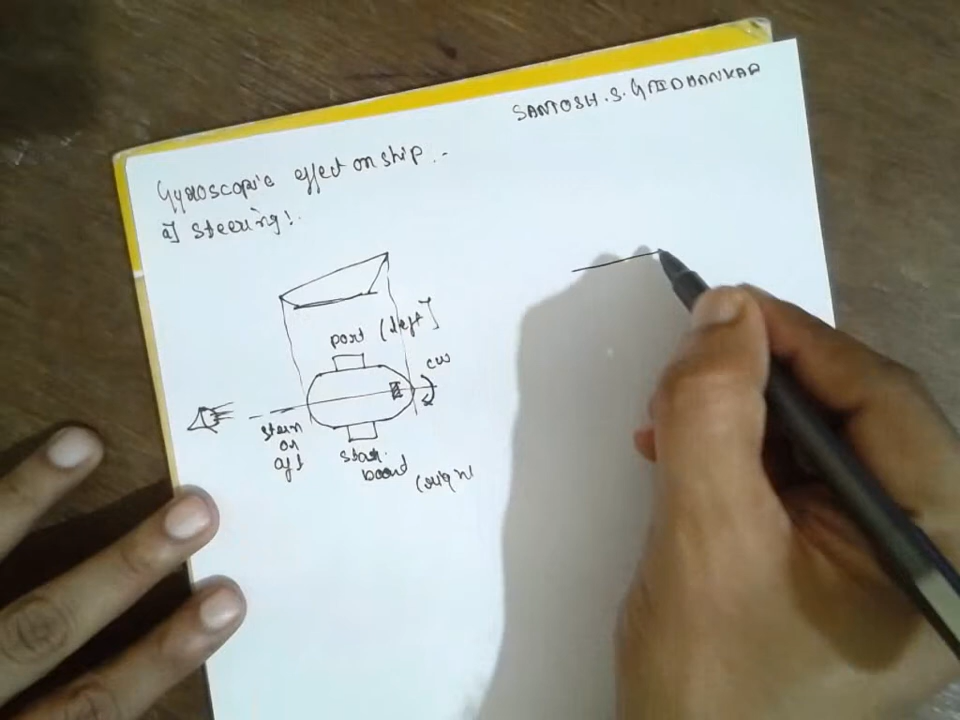 SANTOSH.S.
Gyroscopic effect on ship.-
a] Steering:
port (left]
cw
stern
or
aft
star-
board